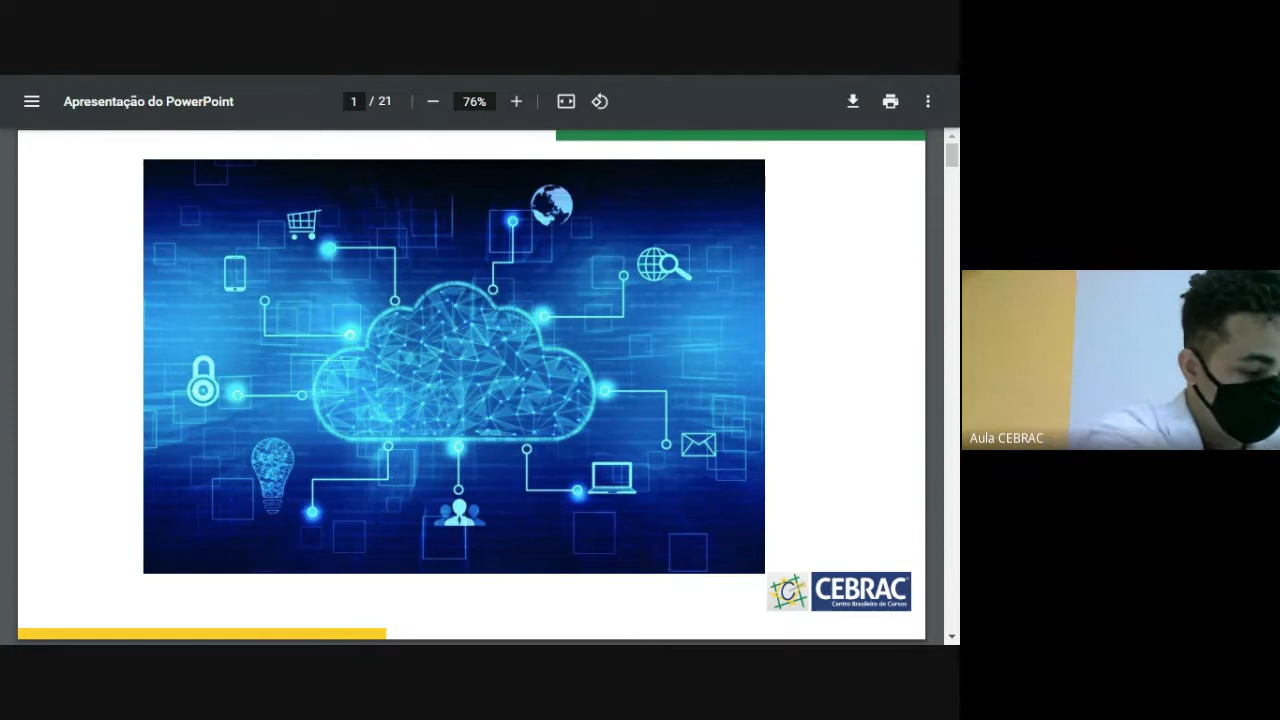 Apresentação do PowerPoint
1 / 21
76%
CEBRAC
Centro Brasileiro de Cursos
Aula CEBRAC